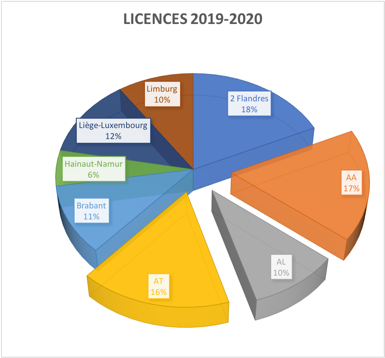 LICENCES 2019-2020
Limburg
10%
2 Flandres
18%
Liège-Luxembourg
12%
Hainaut-Namur
6%
AA
17%
Brabant
11%
AL
10%
AT
16%